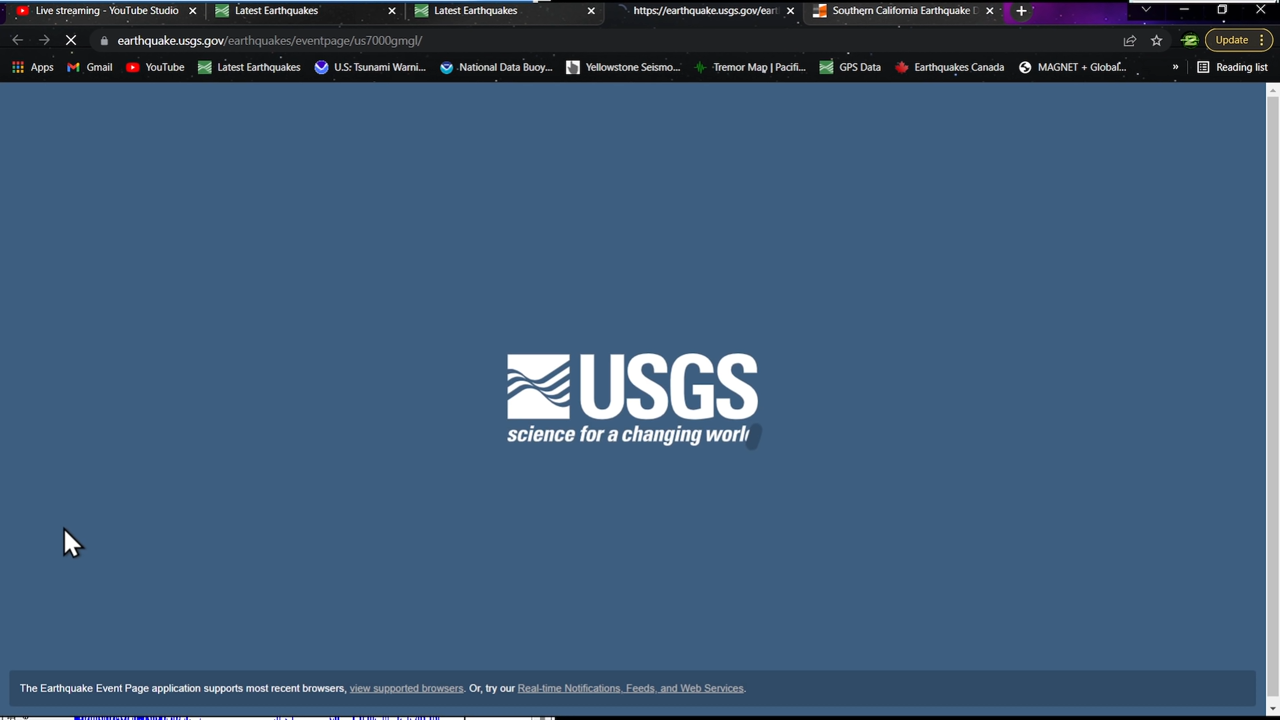 Live streaming - YouTube Studio
Latest Earthquakes
Latest Earthquakes
https://earthquake.usgs.gov/eart
Southern California Earthquake D
earthquake.usgs.gov/earthquakes/eventpage/us7000gmgl/
Update
Apps
Gmail
YouTube
Latest Earthquakes
U.S: Tsunami Warni...
National Data Buoy...
Yellowstone Seismo...
Tremor Map | Pacifi...
GPS Data
Earthquakes Canada
MAGNET + Global...
»
Reading list
USGS
science for a changing world
The Earthquake Event Page application supports most recent browsers, view supported browsers. Or, try our Real-time Notifications, Feeds, and Web Services.